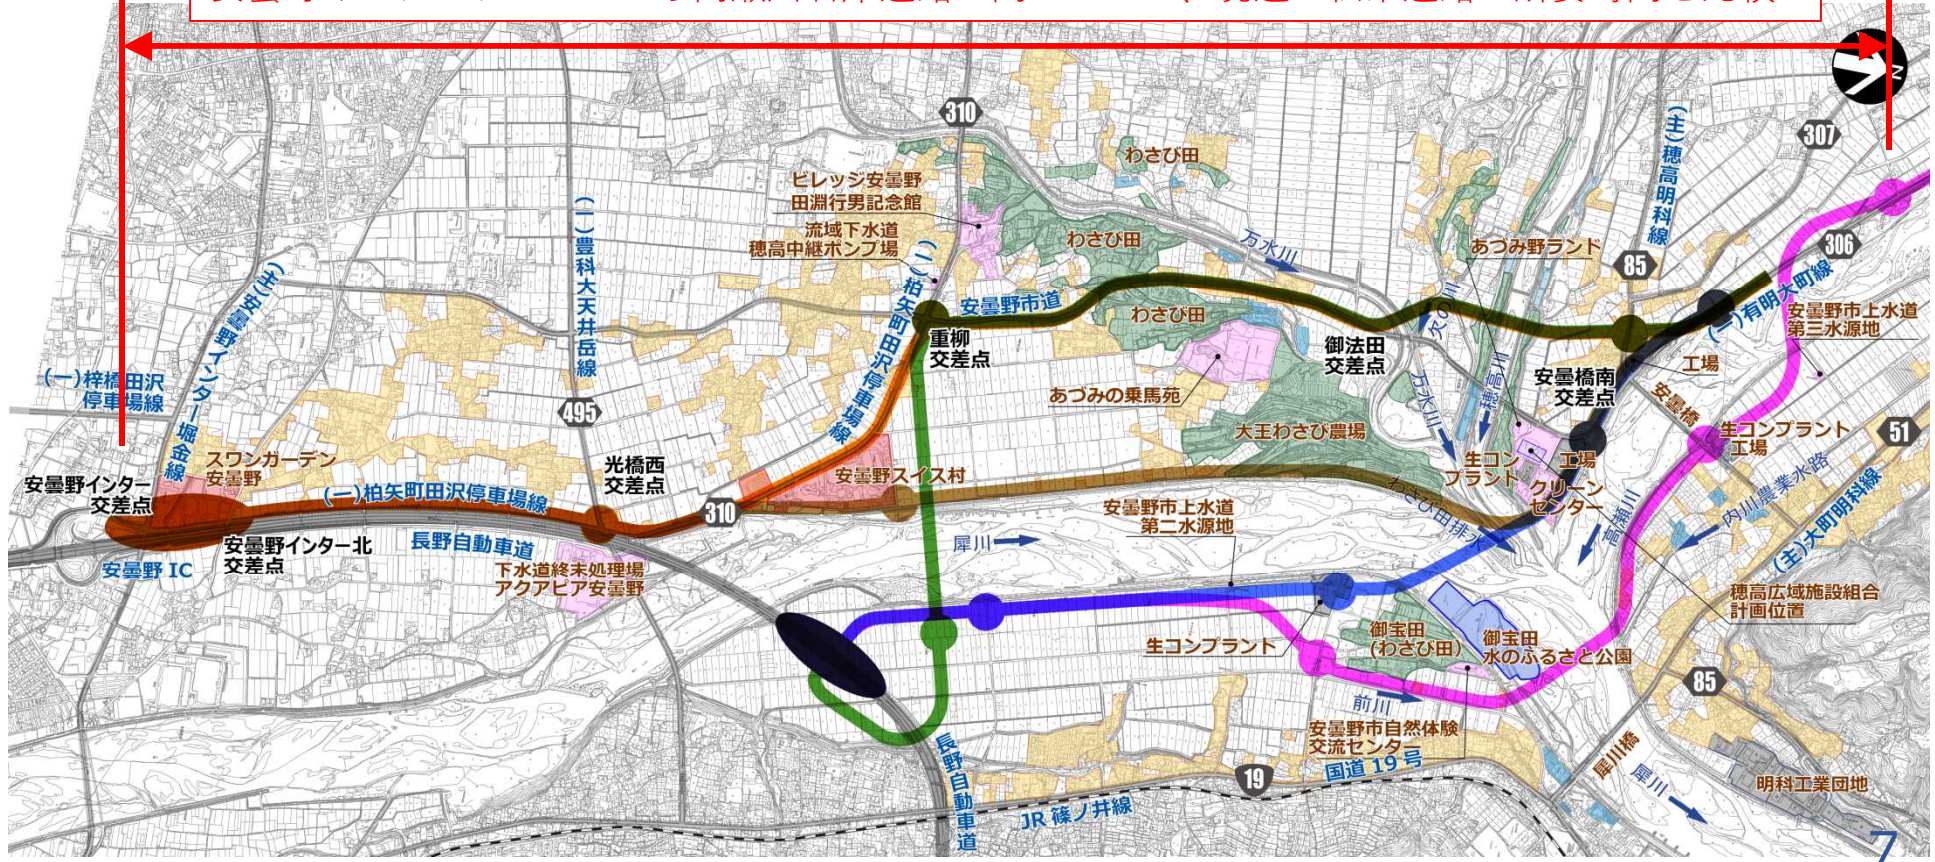 N
310
307
わさび田
(主)穂高明科線
ビレッジ安曇野
田淵行男記念館
流域下水道
穂高中継ポンプ場
(一)豊科大天井岳線
(一)柏矢町田沢停車場線
わさび田
万水川
あづみ野ランド
85
306
(主)安曇野インター堀金線
安曇野市道
わさび田
欠の川
(一)有明大町線
安曇野市上水道
第三水源地
重柳
交差点
御法田
交差点
工場
(一)梓橋田沢
停車場線
495
あづみの乗馬苑
万水川
穂高川
安曇橋南
交差点
安曇橋
大王わさび農場
生コンプラント
工場
51
スワンガーデン
安曇野
光橋西
交差点
安曇野スイス村
生コン
プラント
工場
クリーン
センター
安曇野インター
交差点
(一)柏矢町田沢停車場線
310
安曇野市上水道
第二水源地
わさび田排水
高瀬川
内川農業水路
(主)大町明科線
安曇野インター北
交差点
長野自動車道
犀川
安曇野 IC
下水道終末処理場
アクアピア安曇野
穂高広域施設組合
計画位置
生コンプラント
御宝田
(わさび田)
御宝田
水のふるさと公園
85
前川
安曇野市自然体験
交流センター
長野自動車道
19
国道 19 号
犀川橋
犀川
明科工業団地
JR 篠ノ井線
7